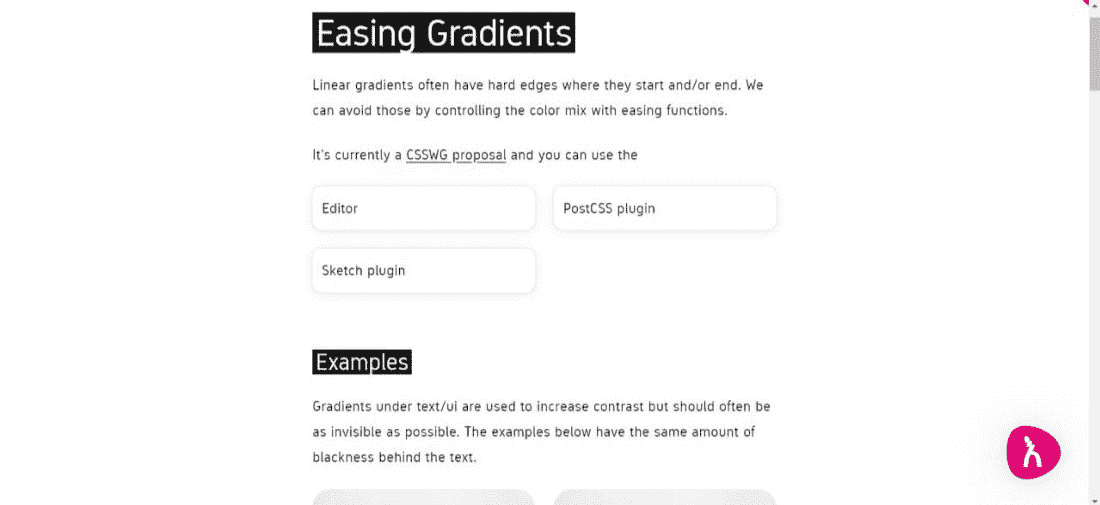 Easing Gradients
Linear gradients often have hard edges where they start and/or end. We
can avoid those by controlling the color mix with easing functions.
It's currently a CSSWG proposal and you can use the
Editor
PostCSS plugin
Sketch plugin
Examples
Gradients under text/ui are used to increase contrast but should often be
as invisible as possible. The examples below have the same amount of
blackness behind the text.